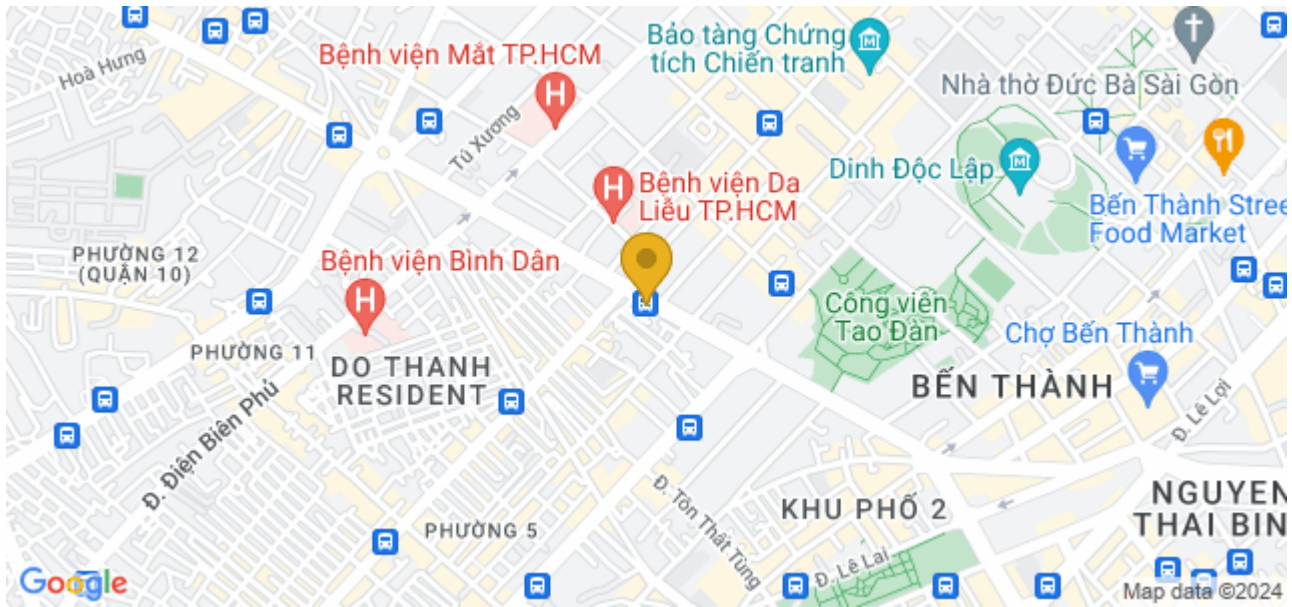 Hoà Hưng
Bệnh viện Mắt TP.HCM
Bảo tàng Chứng
tích Chiến tranh
Nhà thờ Đức Bà Sài Gòn
Tú Xương
Dinh Độc Lập
Bệnh viện Da
Liễu TP.HCM
Bến Thành Stree
Food Market
PHƯỜNG 12
(QUẬN 10)
Bệnh viện Bình Dân
Công viên
Tao Đàn
Chợ Bến Thành
PHƯỜNG 11
DO THANH
RESIDENT
BẾN THÀNH
Đ. Lê Lợi
Đ. Điện Biên Phủ
Đ. Tôn Thất Tùng
KHU PHỐ 2
NGUYEN
THAI BIN
PHƯỜNG 5
Đ. Lê Lai
Google
Map data ©2024